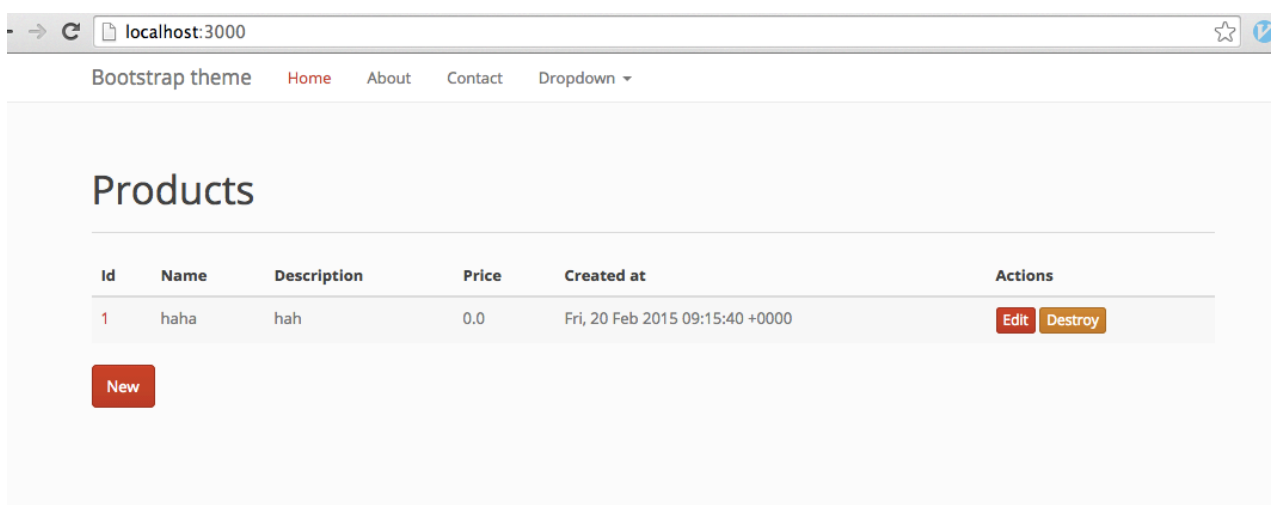 localhost:3000
Bootstrap theme Home About Contact Dropdown
Products
Id Name Description Price Created at Actions
1 haha hah 0.0 Fri, 20 Feb 2015 09:15:40 +0000 Edit Destroy
New